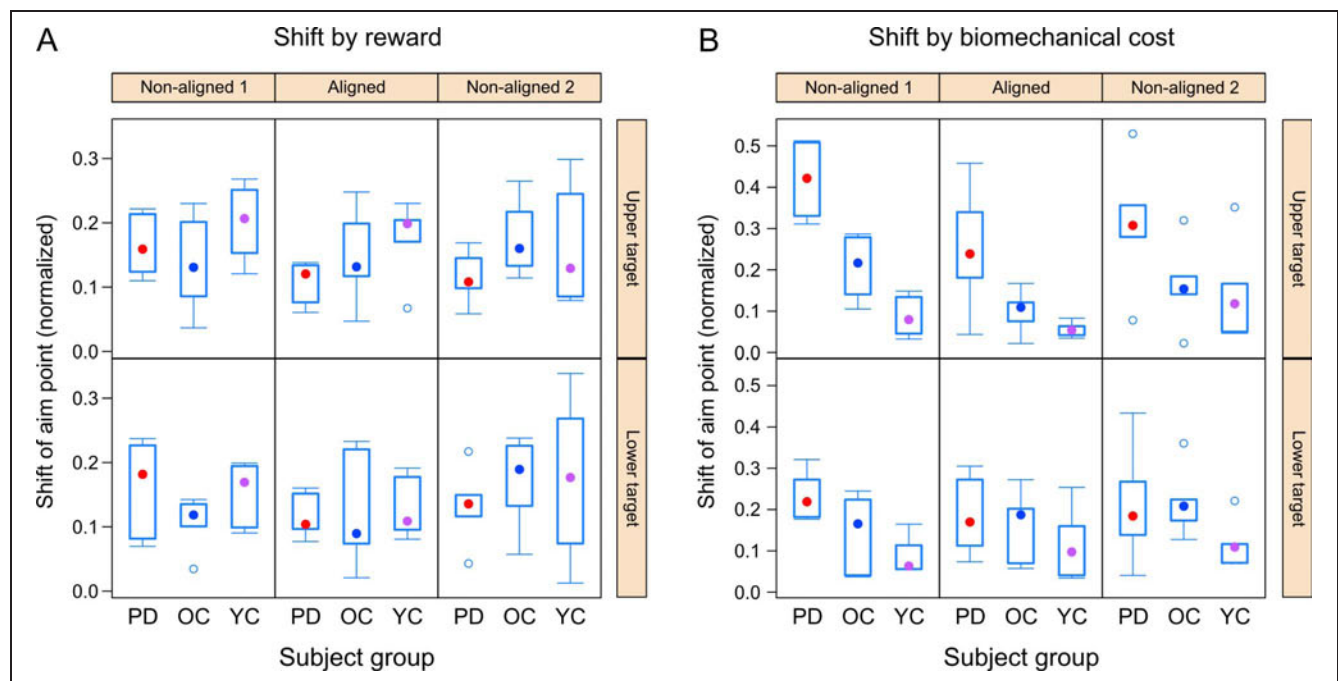 A
Shift by reward
Non-aligned 1
Aligned
Non-aligned 2
Shift of aim point (normalized)
0.3
0.2
0.1
0.0
Upper target
0.3
0.2
0.1
0.0
Lower target
PD OC YC PD OC YC PD OC YC
Subject group
B
Shift by biomechanical cost
Non-aligned 1
Aligned
Non-aligned 2
Shift of aim point (normalized)
0.5
0.4
0.3
0.2
0.1
0.0
Upper target
0.5
0.4
0.3
0.2
0.1
0.0
Lower target
PD OC YC PD OC YC PD OC YC
Subject group